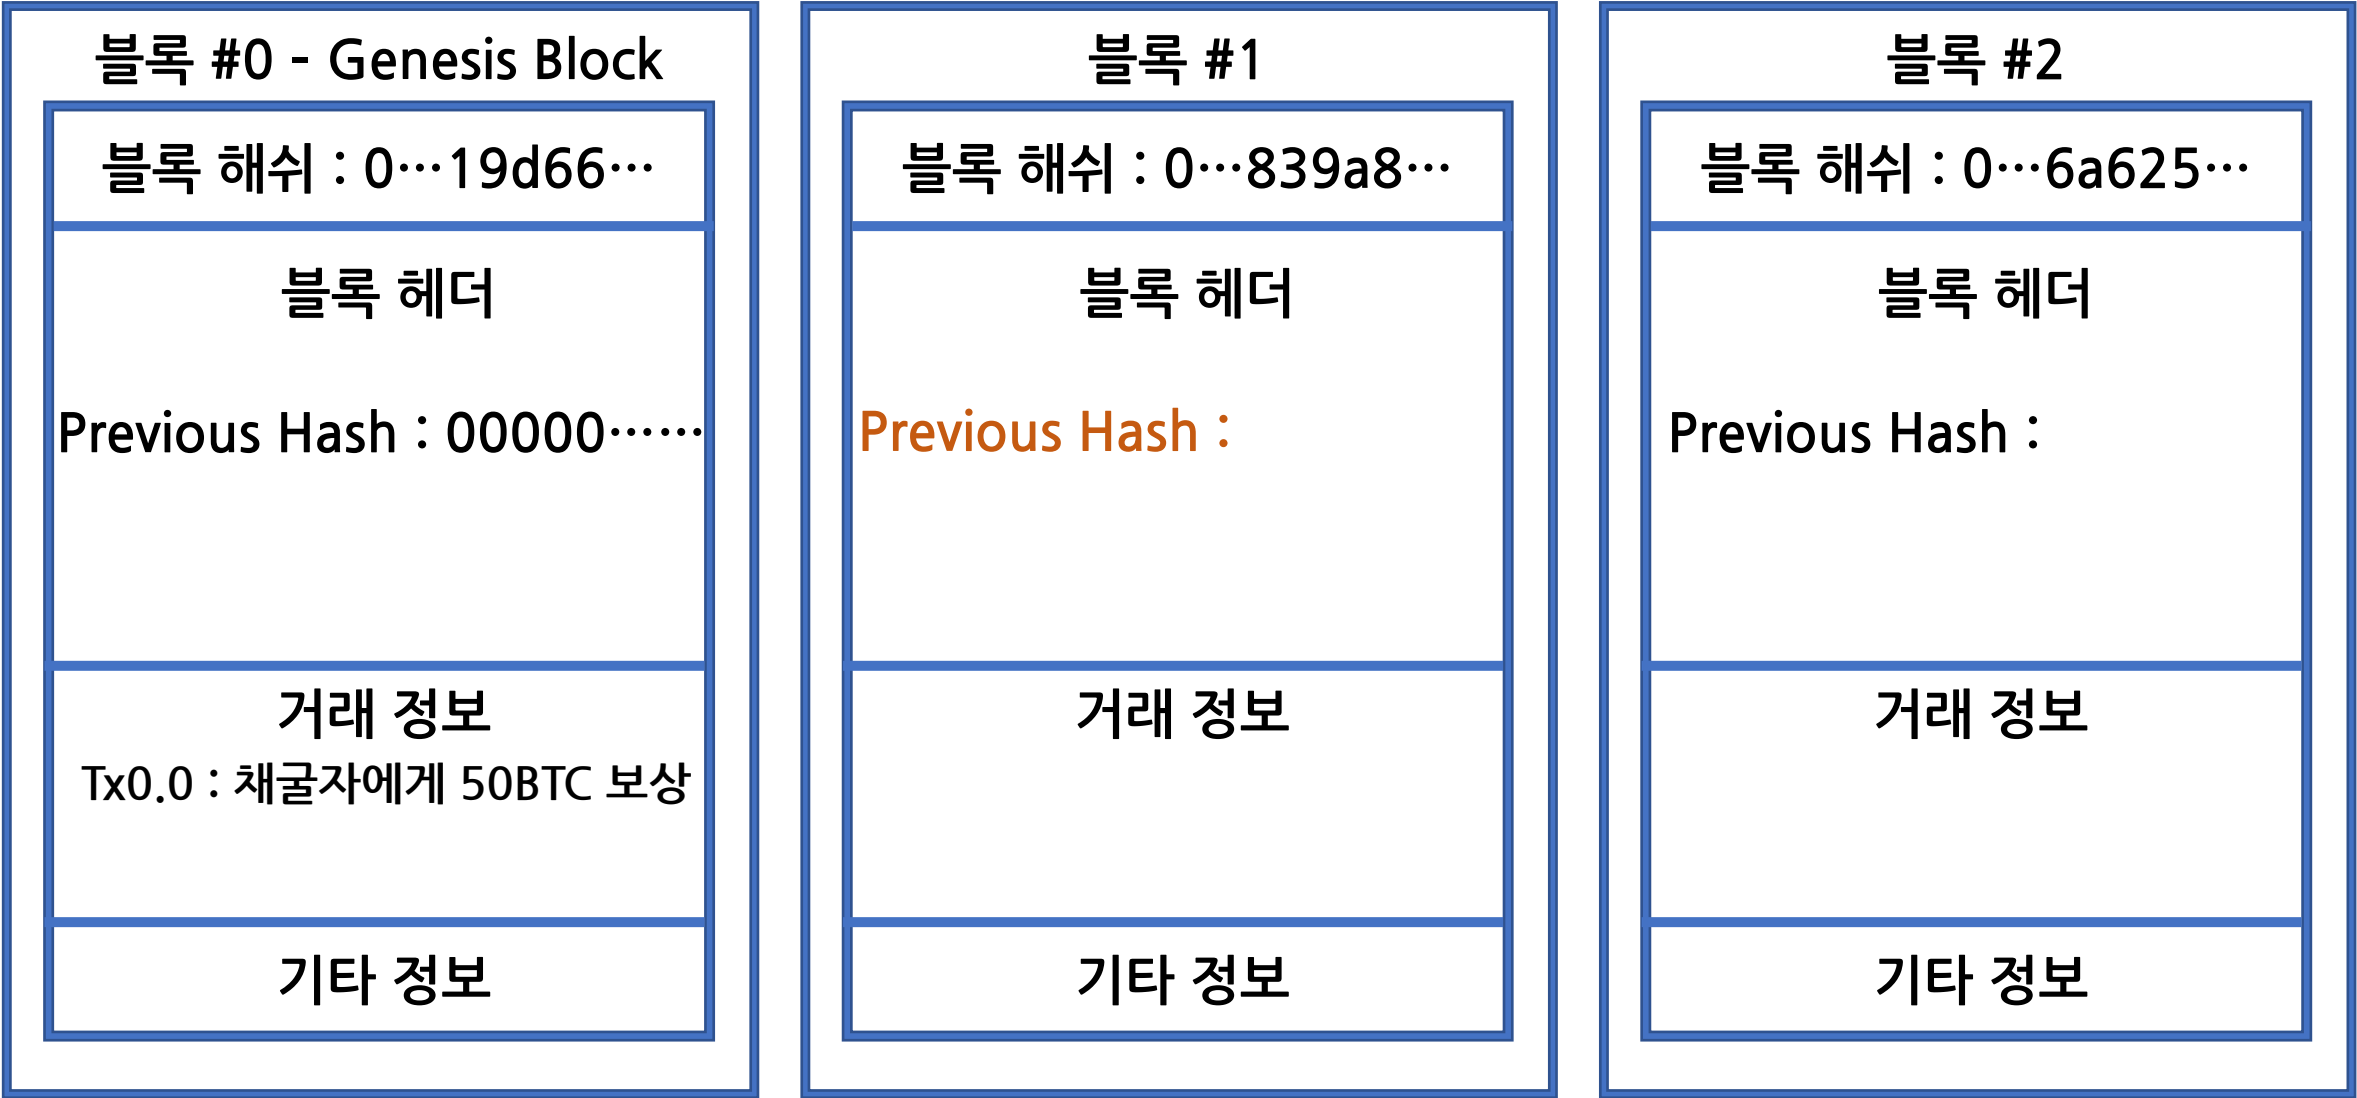 블록 #0 - Genesis Block
블록 해쉬 : 0…19d66…
블록 헤더
Previous Hash : 00000……
거래 정보
Tx0.0 : 채굴자에게 50BTC 보상
기타 정보
블록 #1
블록 해쉬 : 0…839a8…
블록 헤더
Previous Hash :
거래 정보
기타 정보
블록 #2
블록 해쉬 : 0…6a625…
블록 헤더
Previous Hash :
거래 정보
기타 정보